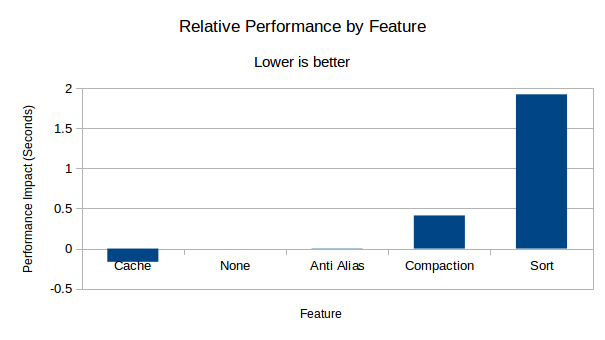 Relative Performance by Feature
Lower is better
Performance Impact (Seconds)
2
1.5
1
0.5
0
-0.5
Cache None Anti Alias Compaction Sort
Feature